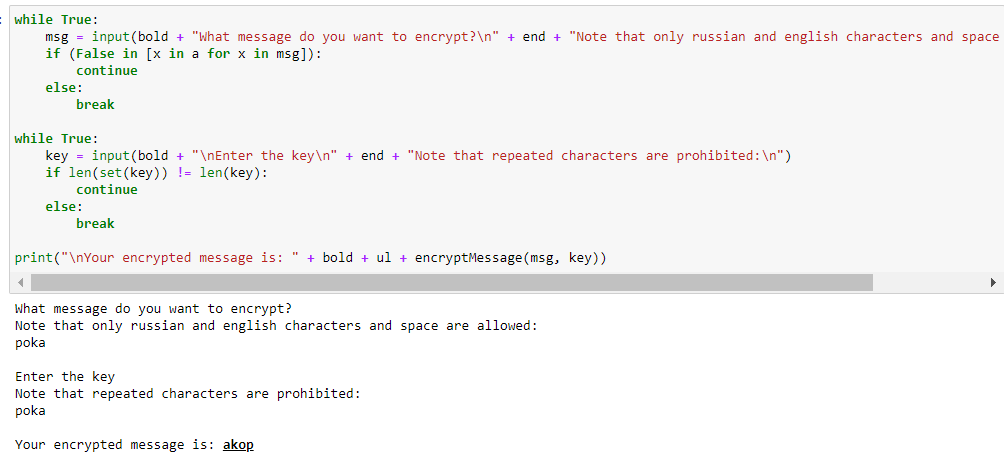 while True:
    msg = input(bold + "What message do you want to encrypt?\n" + end + "Note that only russian and english characters and space
    if (False in [x in a for x in msg]):
        continue
    else:
        break

while True:
    key = input(bold + "\nEnter the key\n" + end + "Note that repeated characters are prohibited:\n")
    if len(set(key)) != len(key):
        continue
    else:
        break

print("\nYour encrypted message is: " + bold + ul + encryptMessage(msg, key))
What message do you want to encrypt?
Note that only russian and english characters and space are allowed:
poka

Enter the key
Note that repeated characters are prohibited:
poka

Your encrypted message is: akop